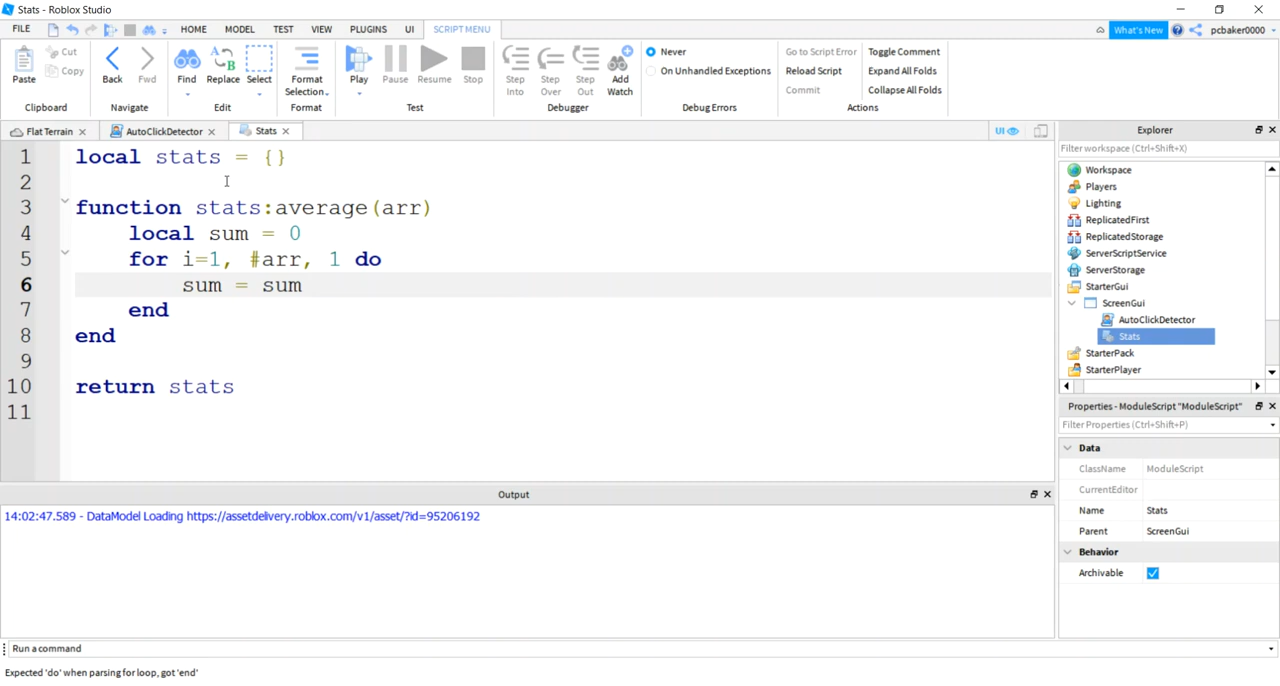 Stats - Roblox Studio
FILE HOME MODEL TEST VIEW PLUGINS UI SCRIPT MENU What's New pcbaker0000
Paste Cut Copy Back Fwd Find Replace Select Format Selection Play Pause Resume Stop Step Into Step Over Step Out Add Watch Never On Unhandled Exceptions Go to Script Error Reload Script Commit Toggle Comment Expand All Folds Collapse All Folds
Clipboard Navigate Edit Format Test Debugger Debug Errors Actions
Flat Terrain AutoClickDetector Stats UI
1 local stats = {}
2
3 function stats:average(arr)
4 local sum = 0
5 for i=1, #arr, 1 do
6 sum = sum
7 end
8 end
9
10 return stats
11
Explorer
Filter workspace (Ctrl+Shift+X)
Workspace
Players
Lighting
ReplicatedFirst
ReplicatedStorage
ServerScriptService
ServerStorage
StarterGui
ScreenGui
AutoClickDetector
Stats
StarterPack
StarterPlayer
Properties - ModuleScript "ModuleScript"
Filter Properties (Ctrl+Shift+P)
Data
ClassName ModuleScript
CurrentEditor
Name Stats
Parent ScreenGui
Behavior
Archivable
Output
14:02:47.589 - DataModel Loading https://assetdelivery.roblox.com/v1/asset/?id=95206192
Run a command
Expected 'do' when parsing for loop, got 'end'